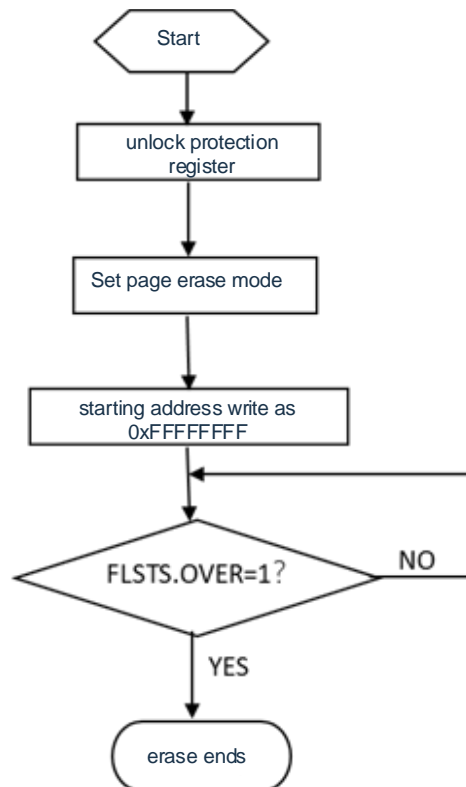 Start
unlock protection
register
Set page erase mode
starting address write as
0xFFFFFFFF
FLSTS.OVER=1?
NO
YES
erase ends